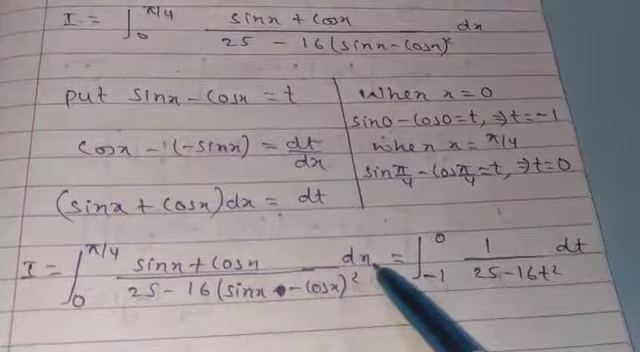 I = ∫₀^π/4 (sinx + cosx)/(25 - 16(sinx - cosx)²) dx
put sinx - cosx = t
when x = 0
sin0 - cos0 = t, ⇒ t = -1
cosx - (-sinx) = dt/dx
when x = π/4
sin π/4 - cos π/4 = t, ⇒ t = 0
(sinx + cosx) dx = dt
I = ∫₀^π/4 (sinx + cosx)/(25 - 16(sinx - cosx)²) dx = ∫₋₁^0 1/(25 - 16t²) dt